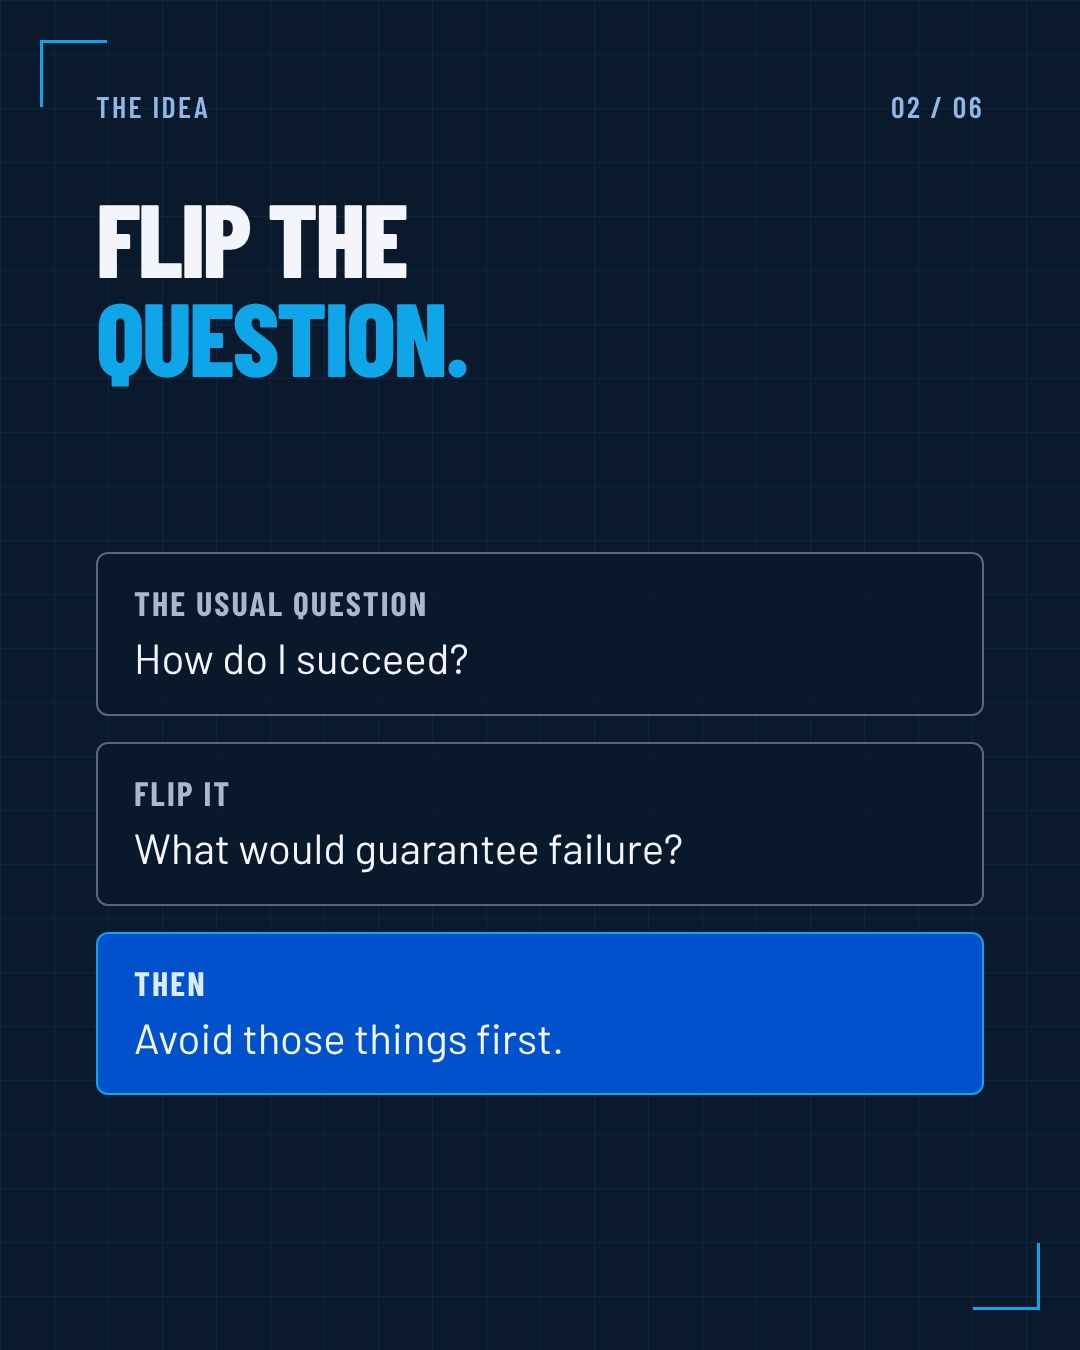 THE IDEA
02 / 06
FLIP THE
QUESTION.
THE USUAL QUESTION
How do I succeed?
FLIP IT
What would guarantee failure?
THEN
Avoid those things first.